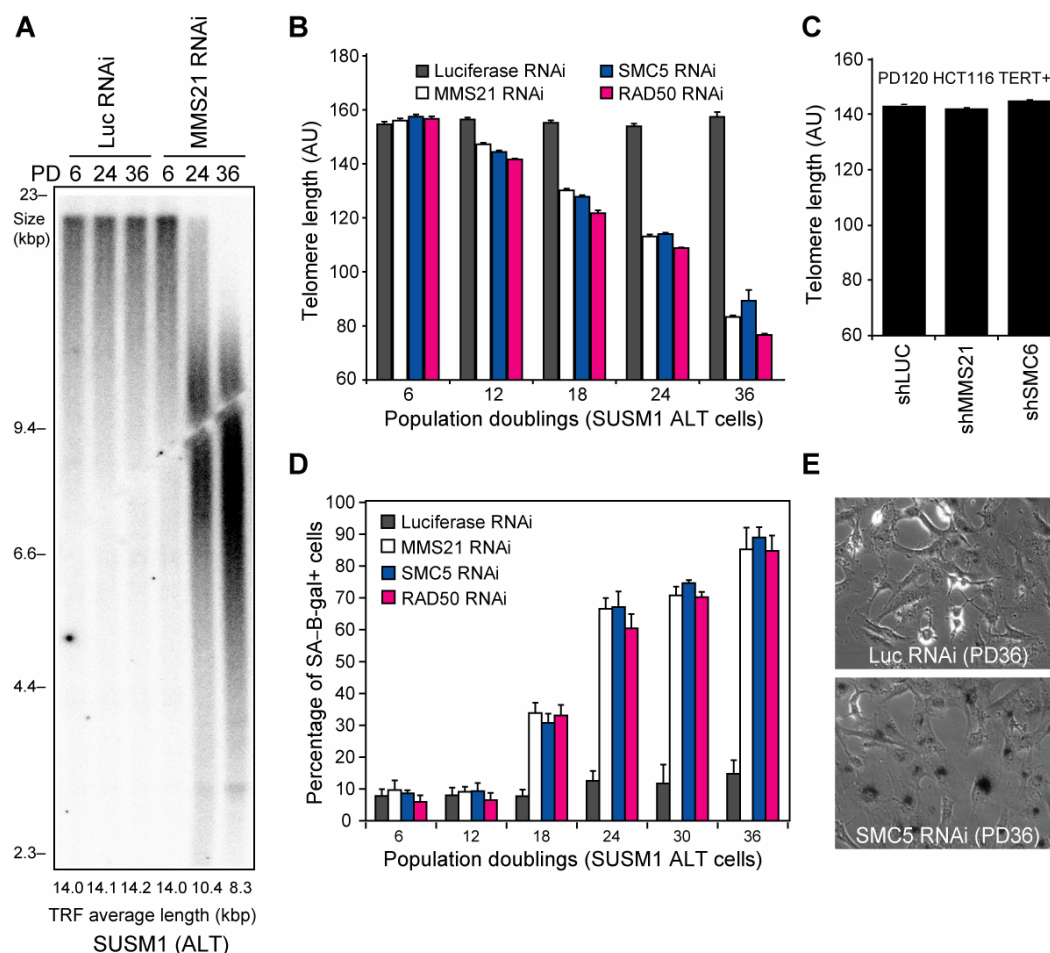 A
Luc RNAi
MMS21 RNAi
PD 6 24 36 6 24 36
23–
Size
(kbp)
9.4–
6.6–
4.4–
2.3–
14.0 14.1 14.2 14.0 10.4 8.3
TRF average length (kbp)
SUSM1 (ALT)
B
Luciferase RNAi
MMS21 RNAi
SMC5 RNAi
RAD50 RNAi
Telomere length (AU)
180
160
140
120
100
80
60
6 12 18 24 36
Population doublings (SUSM1 ALT cells)
C
PD120 HCT116 TERT+
Telomere length (AU)
160
140
120
100
80
60
shLUC
shMMS21
shSMC6
D
Luciferase RNAi
MMS21 RNAi
SMC5 RNAi
RAD50 RNAi
Percentage of SA–B-gal+ cells
100
90
80
70
60
50
40
30
20
10
0
6 12 18 24 30 36
Population doublings (SUSM1 ALT cells)
E
Luc RNAi (PD36)
SMC5 RNAi (PD36)